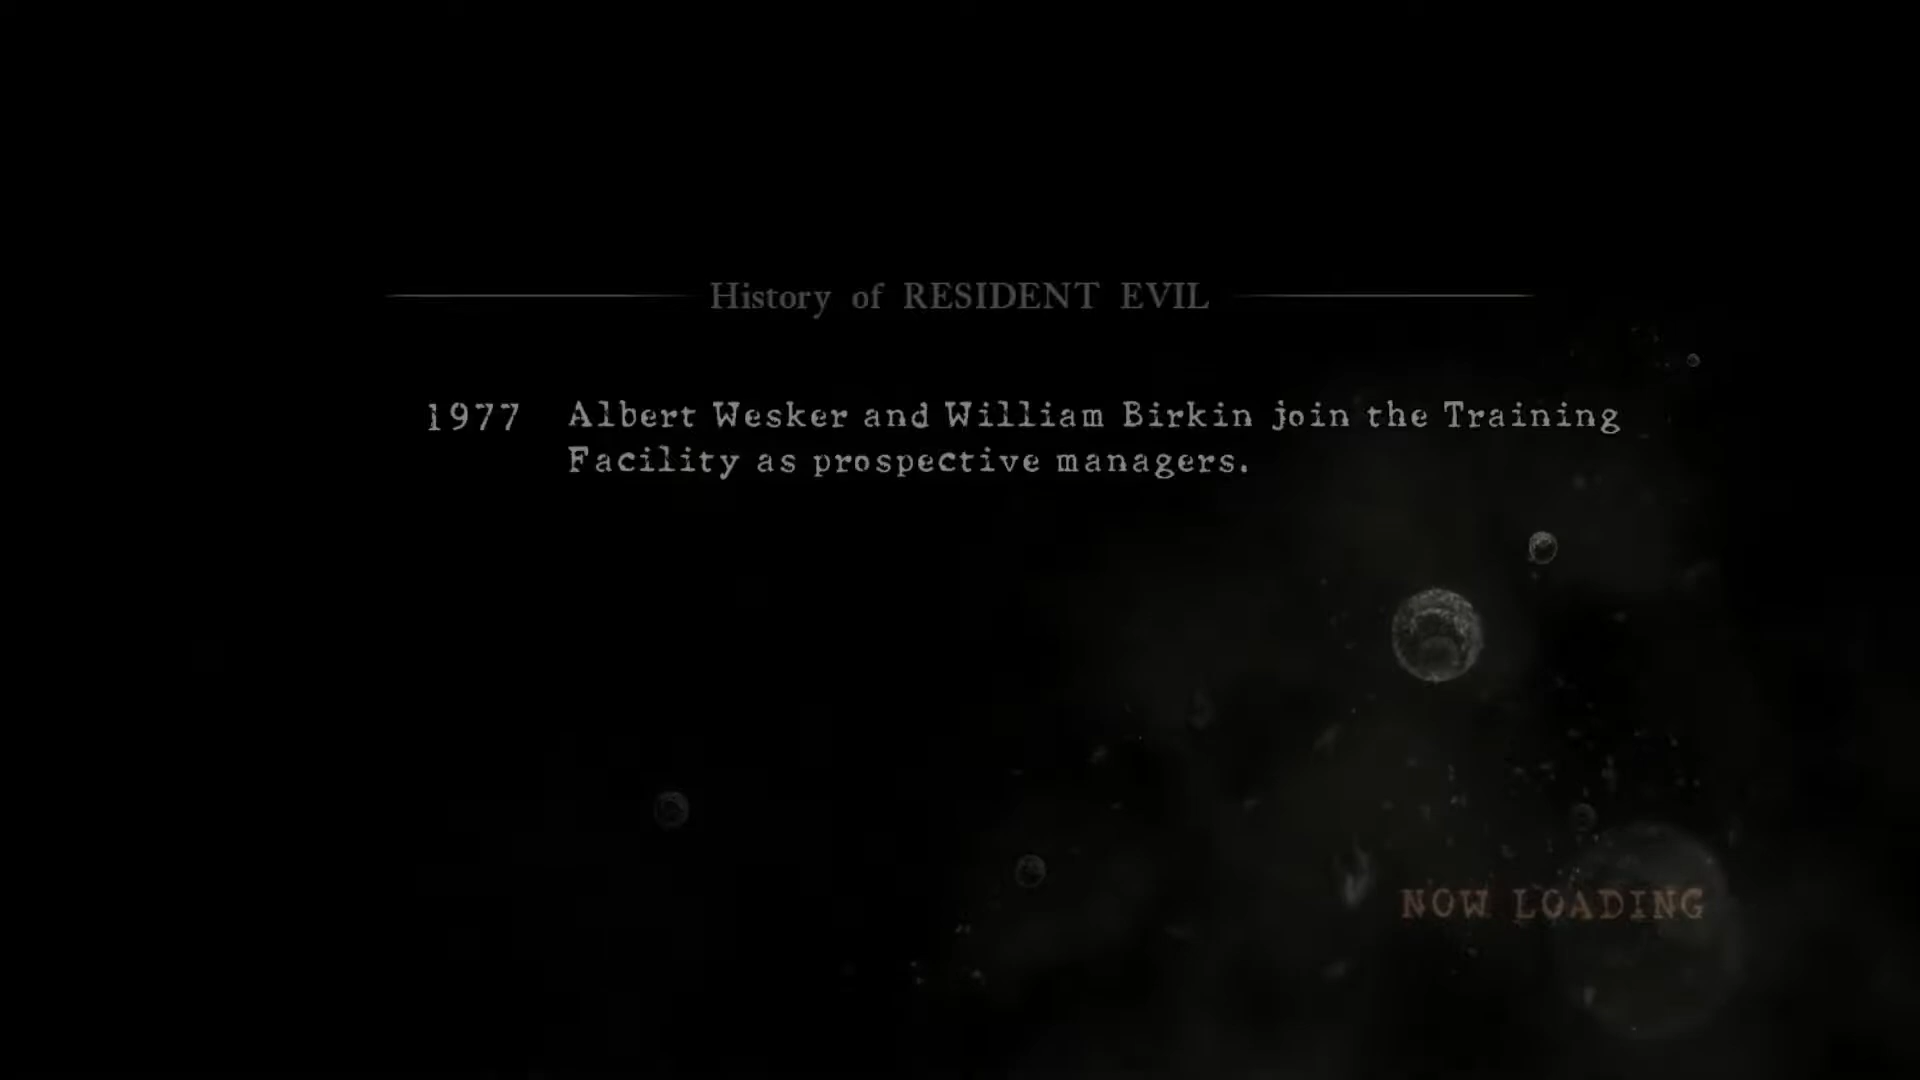 History of RESIDENT EVIL
1977 Albert Wesker and William Birkin join the Training
Facility as prospective managers.
NOW LOADING